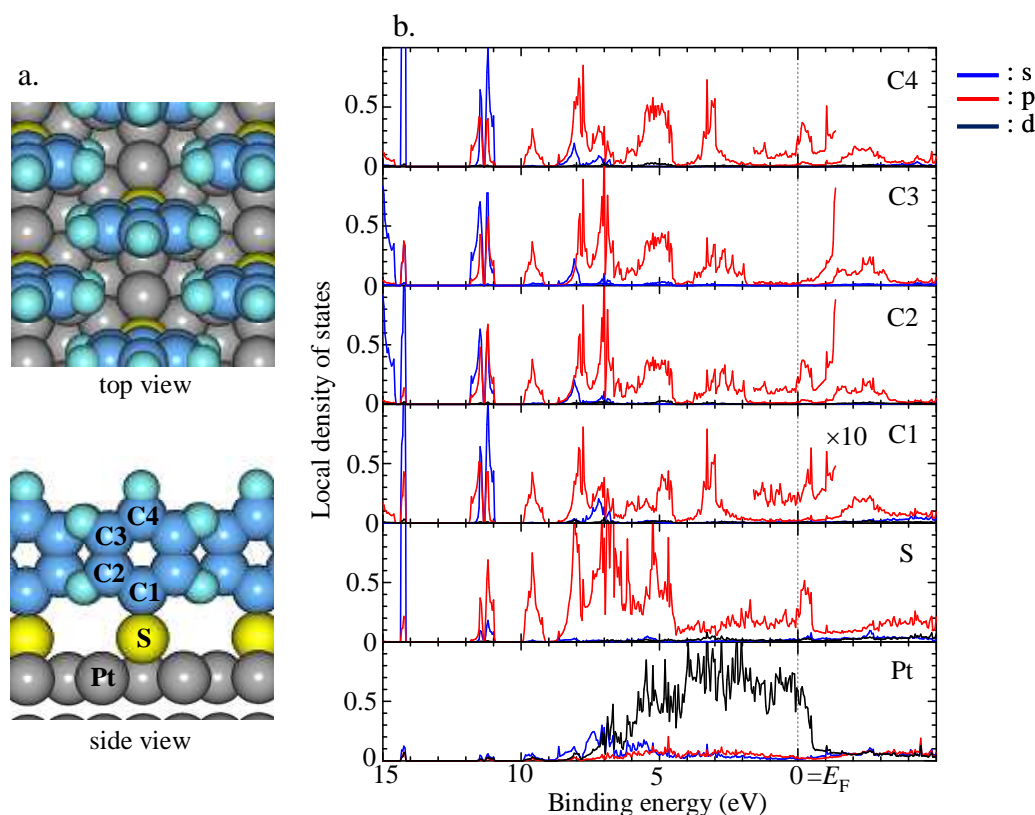 a.
top view
C4
C3
C2
C1
S
Pt
side view
b.
Local density of states
0.5
0
C4
0.5
0
C3
0.5
0
C2
0.5
0
×10
C1
0.5
0
S
0.5
0
Pt
15
10
5
0
=EF
Binding energy (eV)
: s
: p
: d